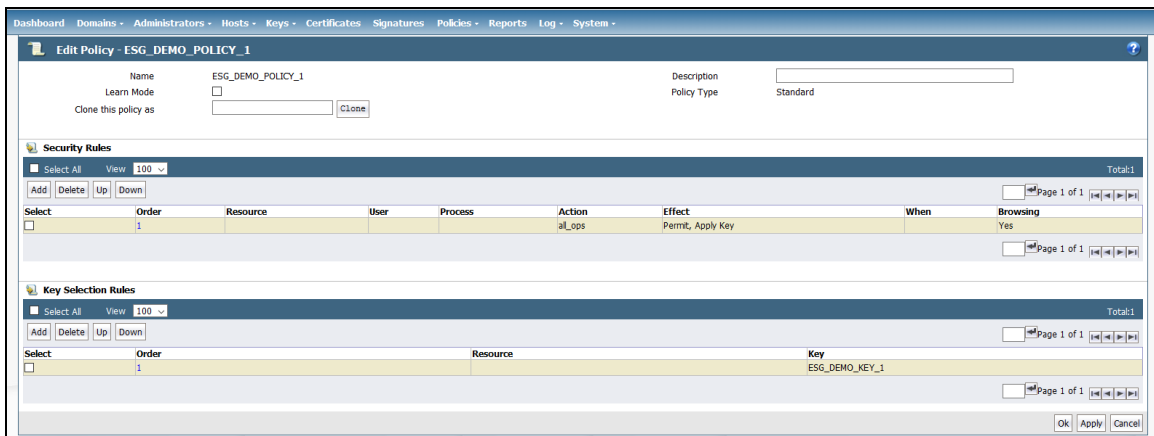 Dashboard Domains Administrators Hosts Keys Certificates Signatures Policies Reports Log System
Edit Policy - ESG_DEMO_POLICY_1 ?
Name ESG_DEMO_POLICY_1 Description
Learn Mode Policy Type Standard
Clone this policy as Clone
Security Rules
Select All View 100 Total:1
Add Delete Up Down Page 1 of 1
Select Order Resource User Process Action Effect When Browsing
1 all_ops Permit, Apply Key Yes
Page 1 of 1
Key Selection Rules
Select All View 100 Total:1
Add Delete Up Down Page 1 of 1
Select Order Resource Key
1 ESG_DEMO_KEY_1
Page 1 of 1
Ok Apply Cancel